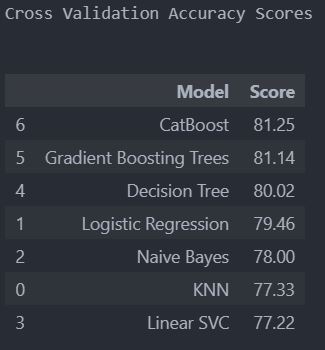 Cross Validation Accuracy Scores
Model Score
6 CatBoost 81.25
5 Gradient Boosting Trees 81.14
4 Decision Tree 80.02
1 Logistic Regression 79.46
2 Naive Bayes 78.00
0 KNN 77.33
3 Linear SVC 77.22